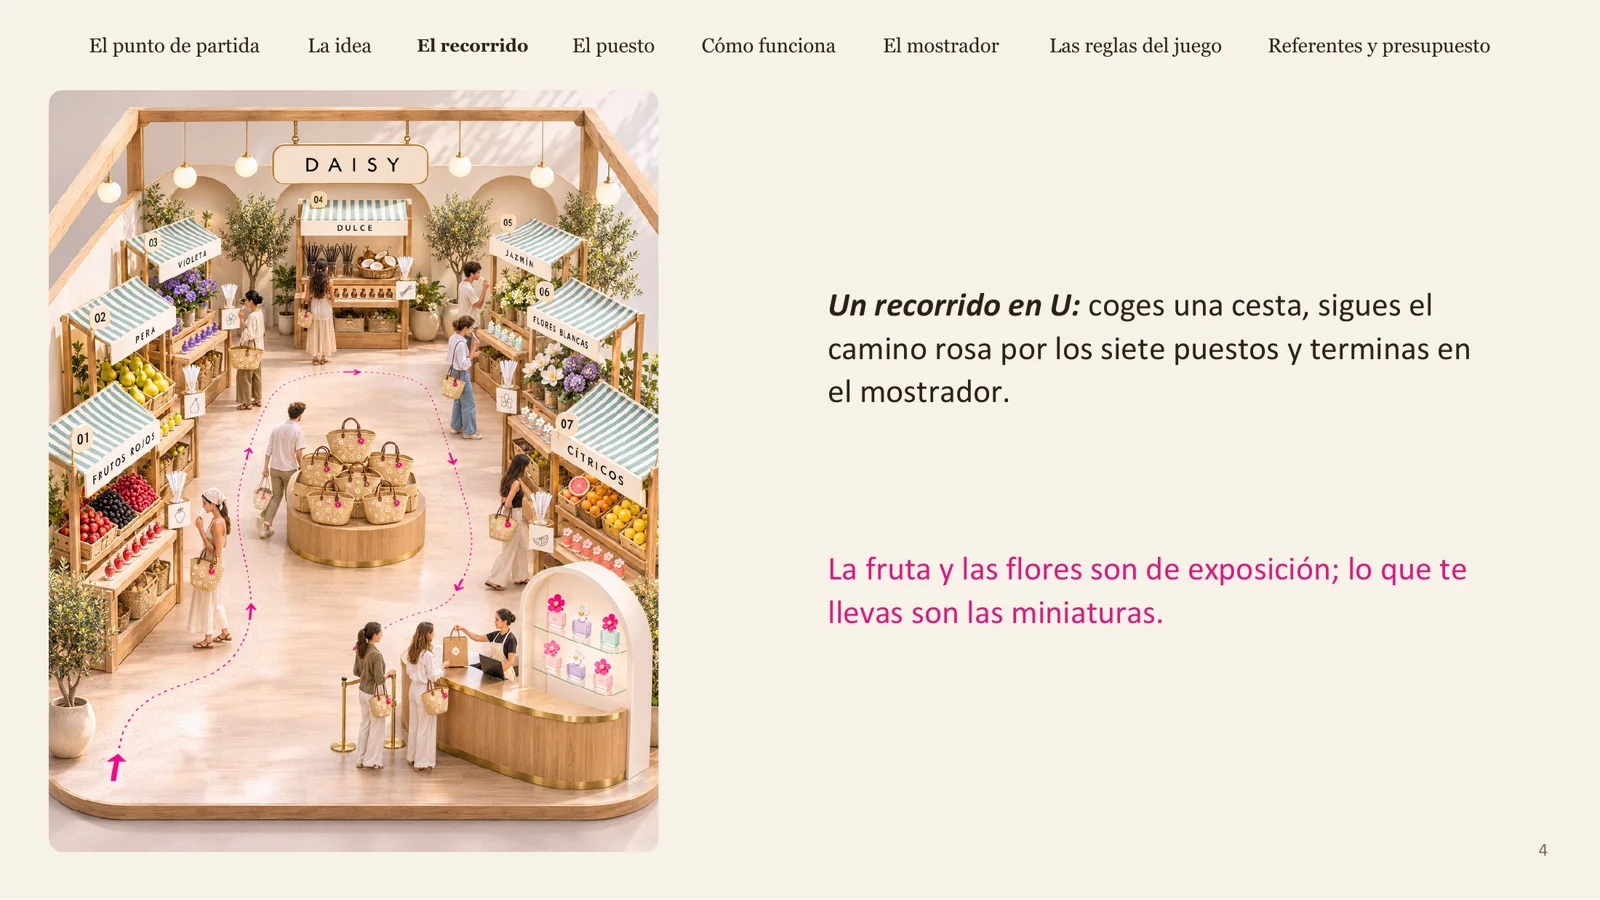 El punto de partida La idea El recorrido El puesto Cómo funciona El mostrador Las reglas del juego Referentes y presupuesto
DAISY
04
DULCE
03
VIOLETA
05
JAZMÍN
02
PERA
06
FLORES BLANCAS
01
FRUTOS ROJOS
07
CÍTRICOS
Un recorrido en U: coges una cesta, sigues el
camino rosa por los siete puestos y terminas en
el mostrador.
La fruta y las flores son de exposición; lo que te
llevas son las miniaturas.
4